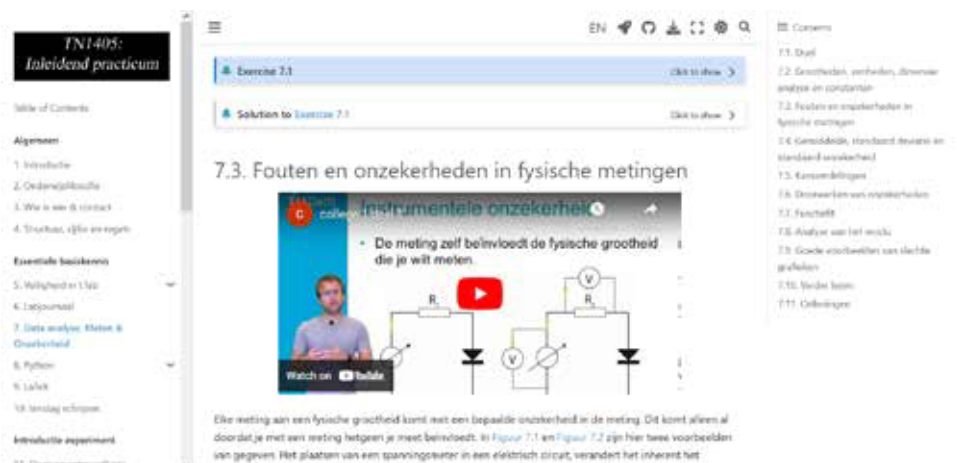 TN1405:
Inleidend practicum
Table of Contents
Algemeen
1. Introductie
2. Onderwijsfilosofie
3. Wie is wie & contact
4. Structuur, cijfer en regels
Essentiële basiskennis
5. Veiligheid in 't lab
6. Labjournaal
7. Data analyse: Meten &
Onzekerheid
8. Python
9. LaTeX
10. Verslag schrijven
Introductie experiment
EN
Exercise 7.1
Click to show
Solution to Exercise 7.1
Click to show
7.3. Fouten en onzekerheden in fysische metingen
Instrumentele onzekerheid
C
De meting zelf beïnvloedt de fysische grootheid
die je wilt meten.
V
R
R
V
Watch on YouTube
Elke meting aan een fysische grootheid komt met een bepaalde onzekerheid in de meting. Dit komt alleen al
doordat je met een meting hetgeen je meet beïnvloedt. In Figuur 7.1 en Figuur 7.2 zijn hier twee voorbeelden
van gegeven. Het plaatsen van een spanningsmeter in een elektrisch circuit, verandert het inherent het
Contents
7.1. Doel
7.2. Grootheden, eenheden, dimensie
analyse en constanten
7.3. Fouten en onzekerheden in
fysische metingen
7.4. Gemiddelde, standaard deviatie en
standaard onzekerheid
7.5. Kansverdelingen
7.6. Doorwerken van onzekerheden
7.7. Functiefit
7.8. Analyse van het residu
7.9. Goede voorbeelden van slechte
grafieken
7.10. Verder lezen
7.11. Oefeningen